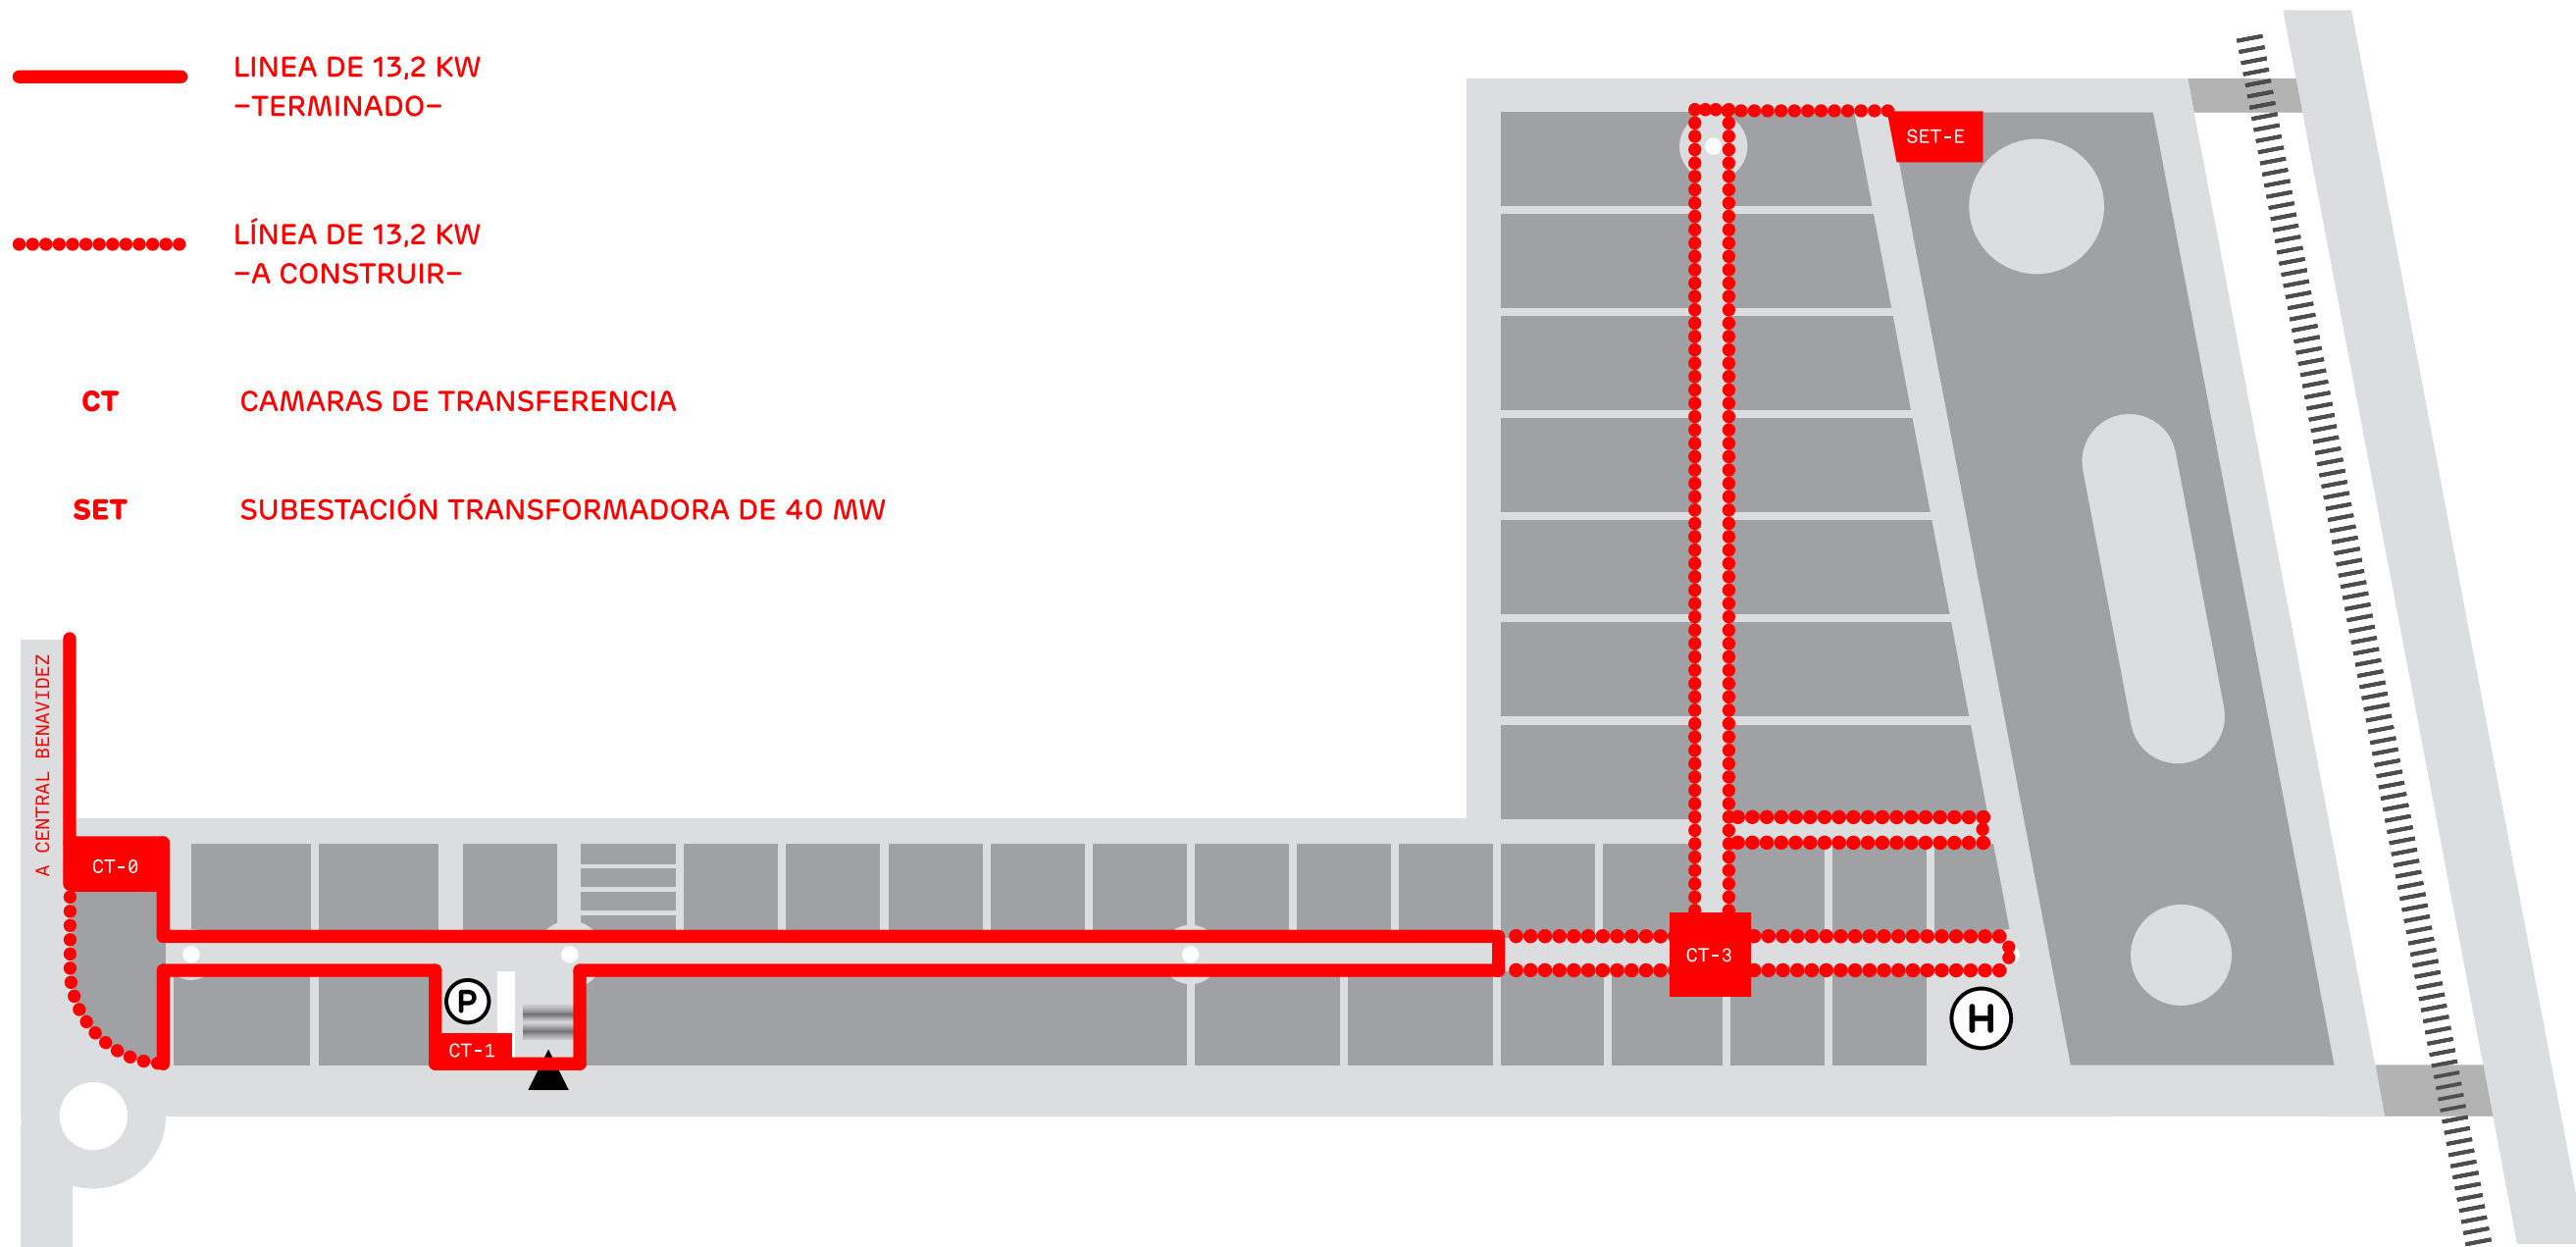 LINEA DE 13,2 KW
-TERMINADO-
LÍNEA DE 13,2 KW
-A CONSTRUIR-
CT CAMARAS DE TRANSFERENCIA
SET SUBESTACIÓN TRANSFORMADORA DE 40 MW
SET-E
A CENTRAL BENAVIDEZ
CT-0
CT-3
P
CT-1
H